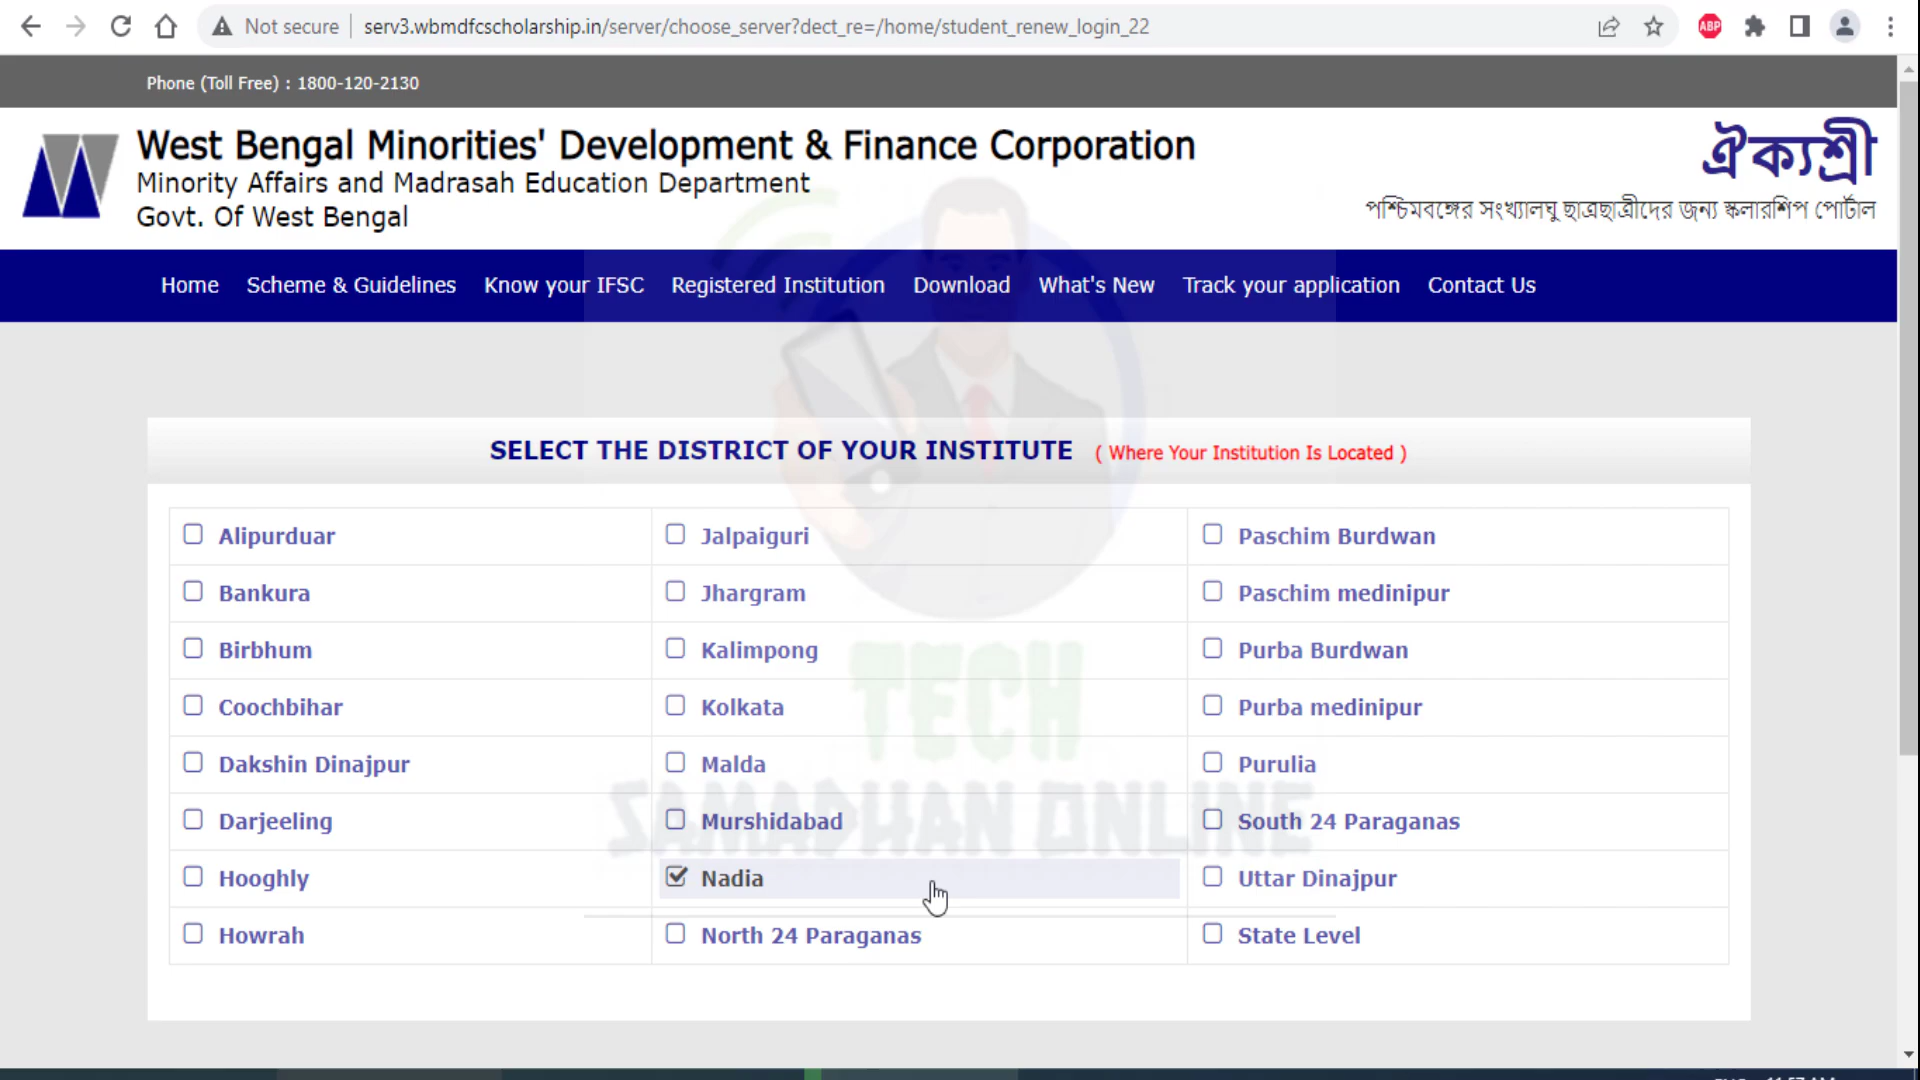 Not secure serv3.wbmdfcscholarship.in/server/choose_server?dect_re=/home/student_renew_login_22
ABP
Phone (Toll Free) : 1800-120-2130
West Bengal Minorities' Development & Finance Corporation
Minority Affairs and Madrasah Education Department
Govt. Of West Bengal
ঐক্যশ্রী
পশ্চিমবঙ্গের সংখ্যালঘু ছাত্রছাত্রীদের জন্য স্কলারশিপ পোর্টাল
Home Scheme & Guidelines Know your IFSC Registered Institution Download What's New Track your application Contact Us
SELECT THE DISTRICT OF YOUR INSTITUTE ( Where Your Institution Is Located )
Alipurduar Jalpaiguri Paschim Burdwan
Bankura Jhargram Paschim medinipur
Birbhum Kalimpong Purba Burdwan
Coochbihar Kolkata Purba medinipur
Dakshin Dinajpur Malda Purulia
Darjeeling Murshidabad South 24 Paraganas
Hooghly Nadia Uttar Dinajpur
Howrah North 24 Paraganas State Level
TECH
SAMADHAN ONLINE